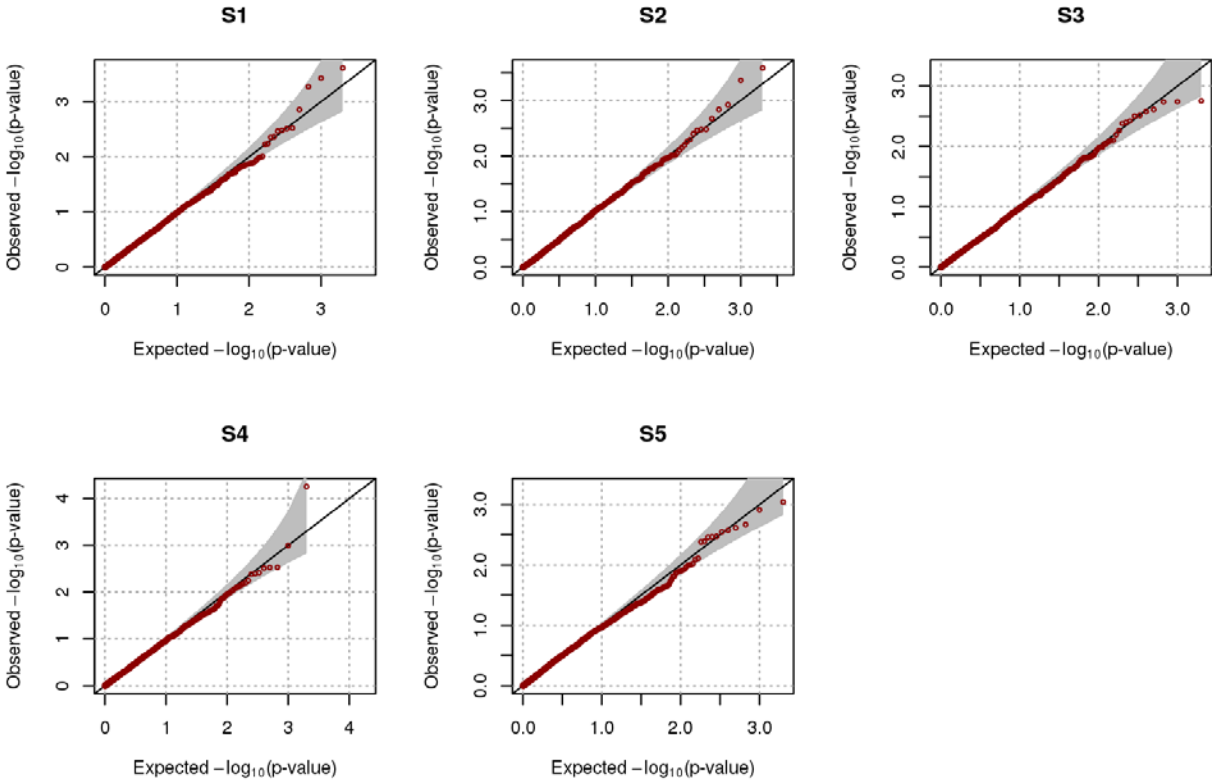 S1
Observed −log10(p-value)
3
2
1
0
0 1 2 3
Expected −log10(p-value)
S2
Observed −log10(p-value)
3.0
2.0
1.0
0.0
0.0 1.0 2.0 3.0
Expected −log10(p-value)
S3
Observed −log10(p-value)
3.0
2.0
1.0
0.0
0.0 1.0 2.0 3.0
Expected −log10(p-value)
S4
Observed −log10(p-value)
4
3
2
1
0
0 1 2 3 4
Expected −log10(p-value)
S5
Observed −log10(p-value)
3.0
2.0
1.0
0.0
0.0 1.0 2.0 3.0
Expected −log10(p-value)